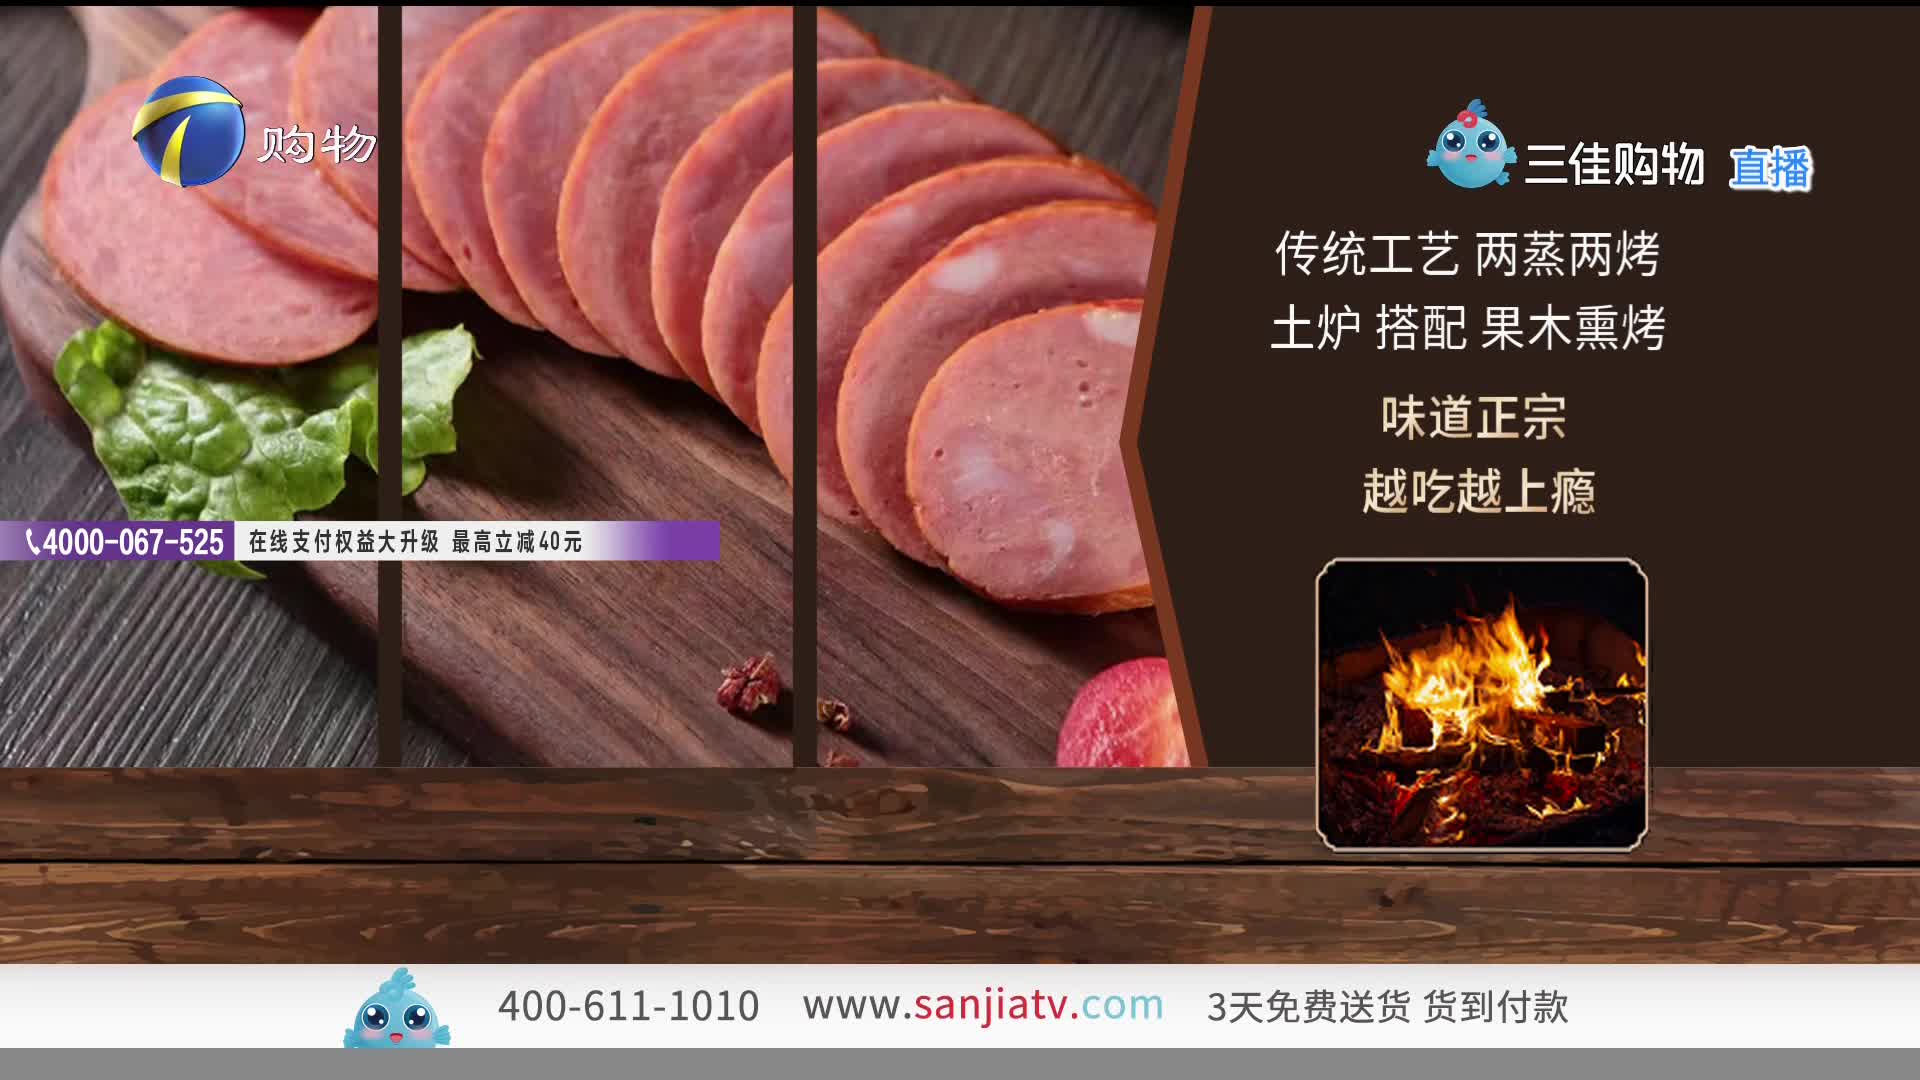 购物
三佳购物 直播
传统工艺 两蒸两烤
土炉 搭配 果木熏烤
味道正宗
越吃越上瘾
4000-067-525 在线支付权益大升级 最高立减40元
400-611-1010 www.sanjiatv.com 3天免费送货 货到付款